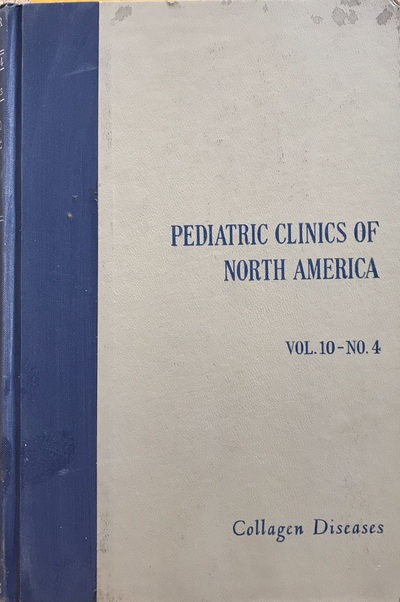 PEDIATRIC CLINICS OF
NORTH AMERICA
VOL. 10-NO. 4
Collagen Diseases